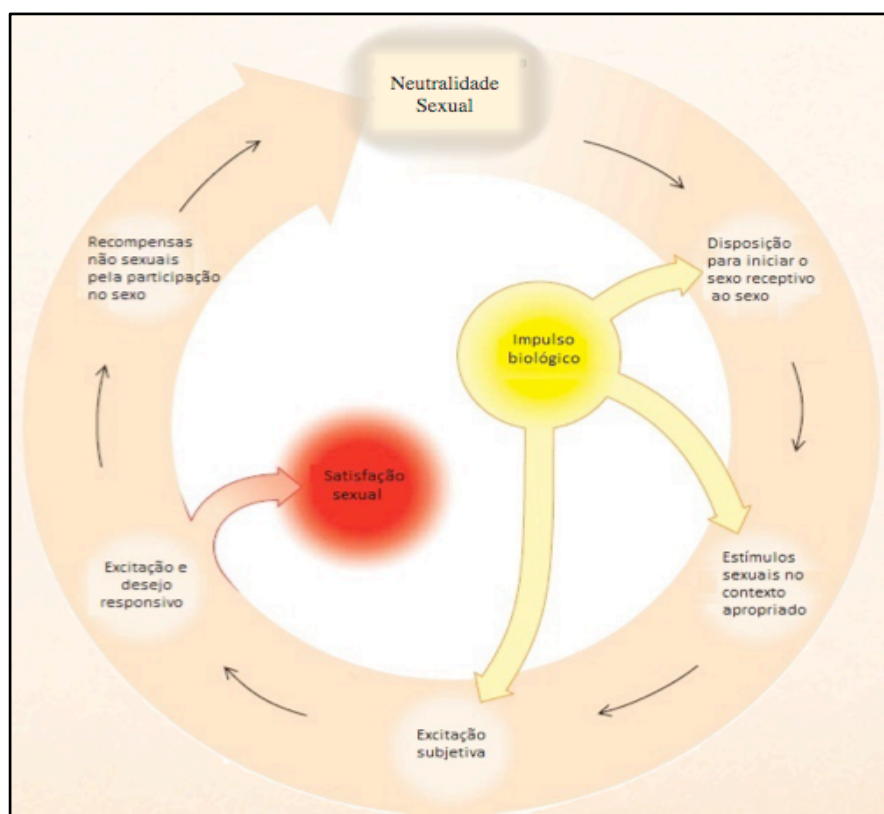 Neutralidade
Sexual
Disposição
para iniciar o
sexo receptivo
ao sexo
Estímulos
sexuais no
contexto
apropriado
Excitação
subjetiva
Excitação e
desejo
responsivo
Recompensas
não sexuais
pela participação
no sexo
Impulso
biológico
Satisfação
sexual